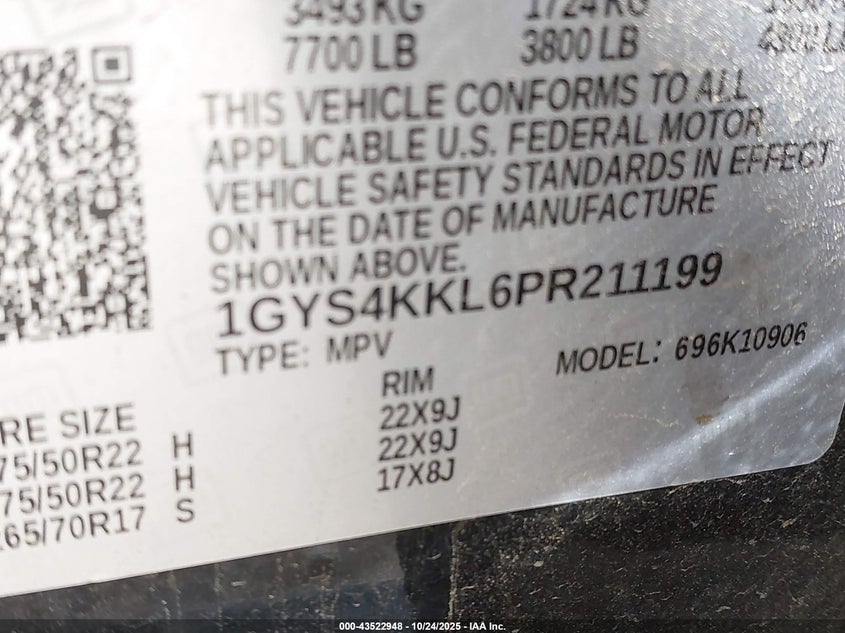 3493 KG 1724 KG
7700 LB 3800 LB
THIS VEHICLE CONFORMS TO ALL
APPLICABLE U.S. FEDERAL MOTOR
VEHICLE SAFETY STANDARDS IN EFFECT
ON THE DATE OF MANUFACTURE
SHOWN ABOVE.
1GYS4KKL6PR211199
TYPE: MPV MODEL: 696K10906
RE SIZE RIM
75/50R22 H 22X9J
75/50R22 H 22X9J
265/70R17 S 17X8J
000-43522948 - 10/24/2025 - IAA Inc.